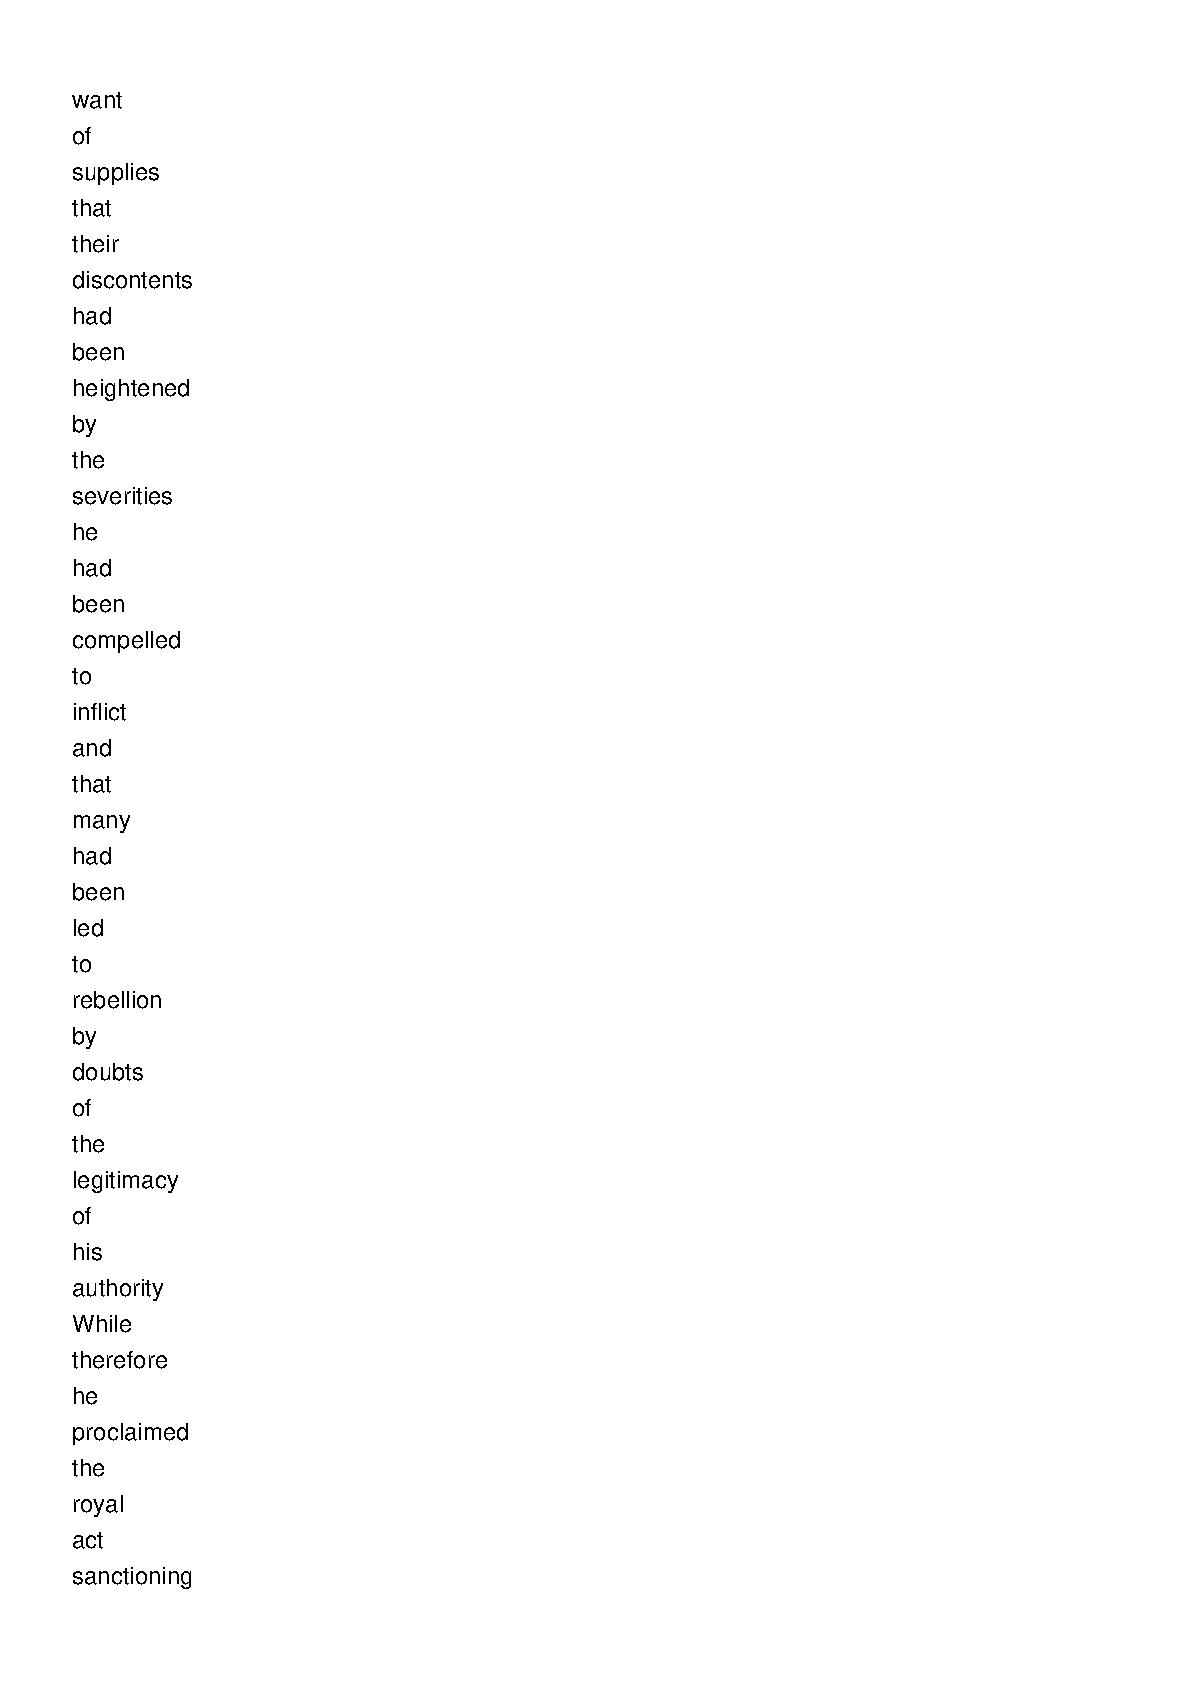 want
of
supplies
that
their
discontents
had
been
heightened
by
the
severities
he
had
been
compelled
to
inflict
and
that
many
had
been
led
to
rebellion
by
doubts
of
the
legitimacy
of
his
authority
While
therefore
he
proclaimed
the
royal
act
sanctioning